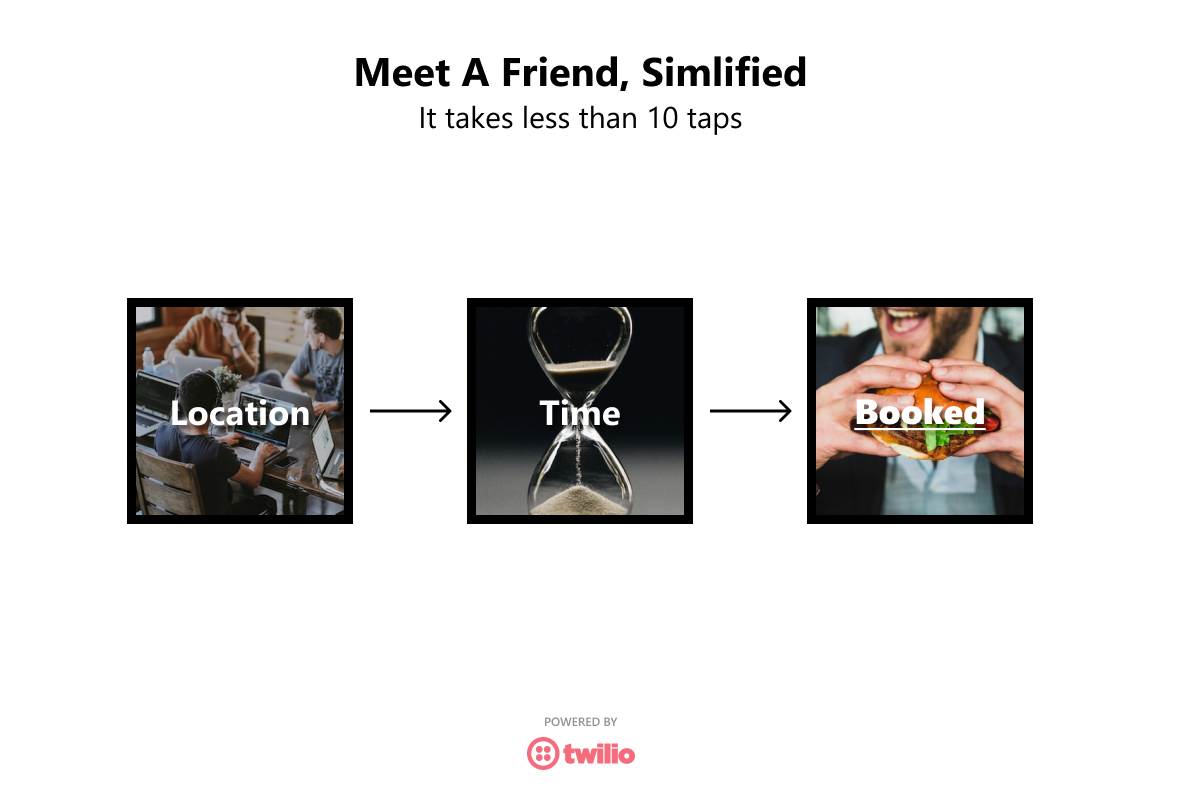 Meet A Friend, Simlified
It takes less than 10 taps
Location
Time
Booked
POWERED BY
twilio